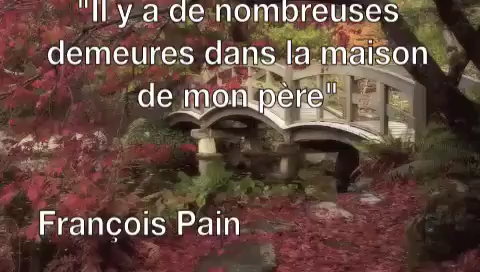 "Il y a de nombreuses
demeures dans la maison
de mon père"
François Pain